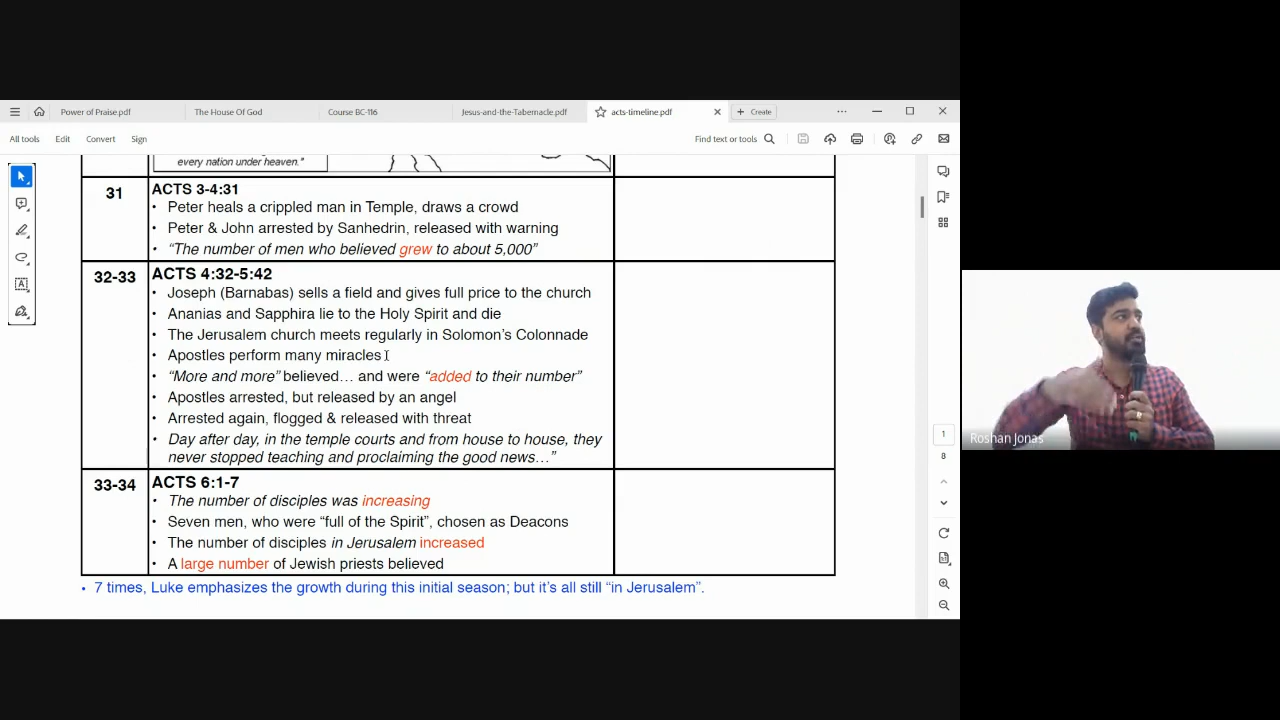 Power of Praise.pdf
The House Of God
Course BC-116
Jesus-and-the-Tabernacle.pdf
acts-timeline.pdf
Create
All tools
Edit
Convert
Sign
Find text or tools
every nation under heaven."
31
ACTS 3-4:31
• Peter heals a crippled man in Temple, draws a crowd
• Peter & John arrested by Sanhedrin, released with warning
• “The number of men who believed grew to about 5,000”
32-33
ACTS 4:32-5:42
• Joseph (Barnabas) sells a field and gives full price to the church
• Ananias and Sapphira lie to the Holy Spirit and die
• The Jerusalem church meets regularly in Solomon’s Colonnade
• Apostles perform many miracles
• “More and more” believed… and were “added to their number”
• Apostles arrested, but released by an angel
• Arrested again, flogged & released with threat
• Day after day, in the temple courts and from house to house, they
never stopped teaching and proclaiming the good news…”
33-34
ACTS 6:1-7
• The number of disciples was increasing
• Seven men, who were “full of the Spirit”, chosen as Deacons
• The number of disciples in Jerusalem increased
• A large number of Jewish priests believed
• 7 times, Luke emphasizes the growth during this initial season; but it’s all still “in Jerusalem”.
1
8
Roshan Jonas